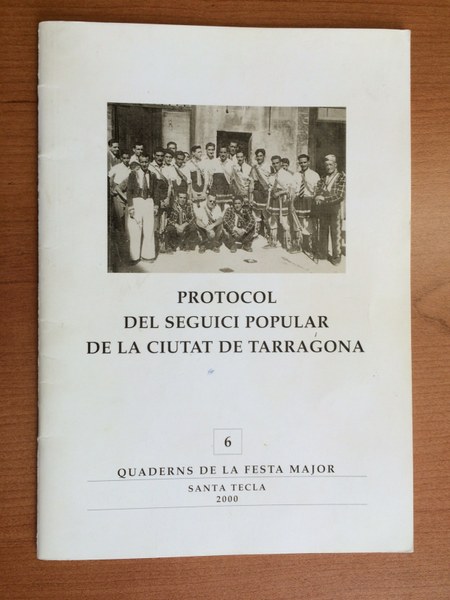 PROTOCOL
DEL SEGUICI POPULAR
DE LA CIUTAT DE TARRAGONA
6
QUADERNS DE LA FESTA MAJOR
SANTA TECLA
2000